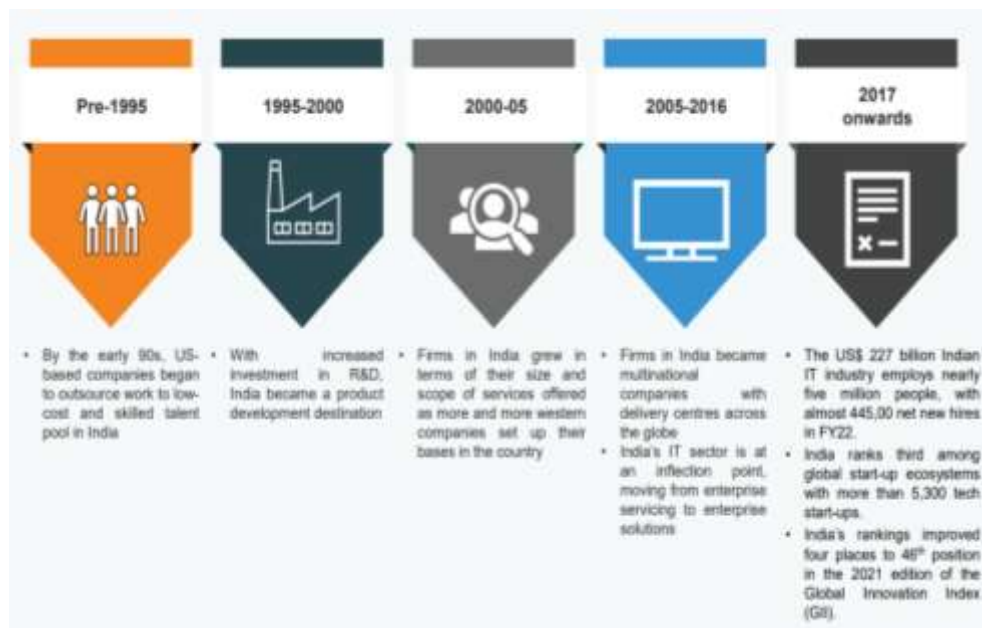 Pre-1995
1995-2000
2000-05
2005-2016
2017
onwards
• By the early 90s, US-
based companies began
to outsource work to low-
cost and skilled talent
pool in India
• With increased
investment in R&D,
India became a product
development destination
• Firms in India grew in
terms of their size and
scope of services offered
as more and more western
companies set up their
bases in the country
• Firms in India became
multinational
companies with
delivery centres across
the globe
• India's IT sector is at
an inflection point,
moving from enterprise
servicing to enterprise
solutions
• The US$ 227 billion Indian
IT industry employs nearly
five million people, with
almost 445,00 net new hires
in FY22.
• India ranks third among
global start-up ecosystems
with more than 5,300 tech
start-ups.
• India's rankings improved
four places to 46th position
in the 2021 edition of the
Global Innovation Index
(GII).